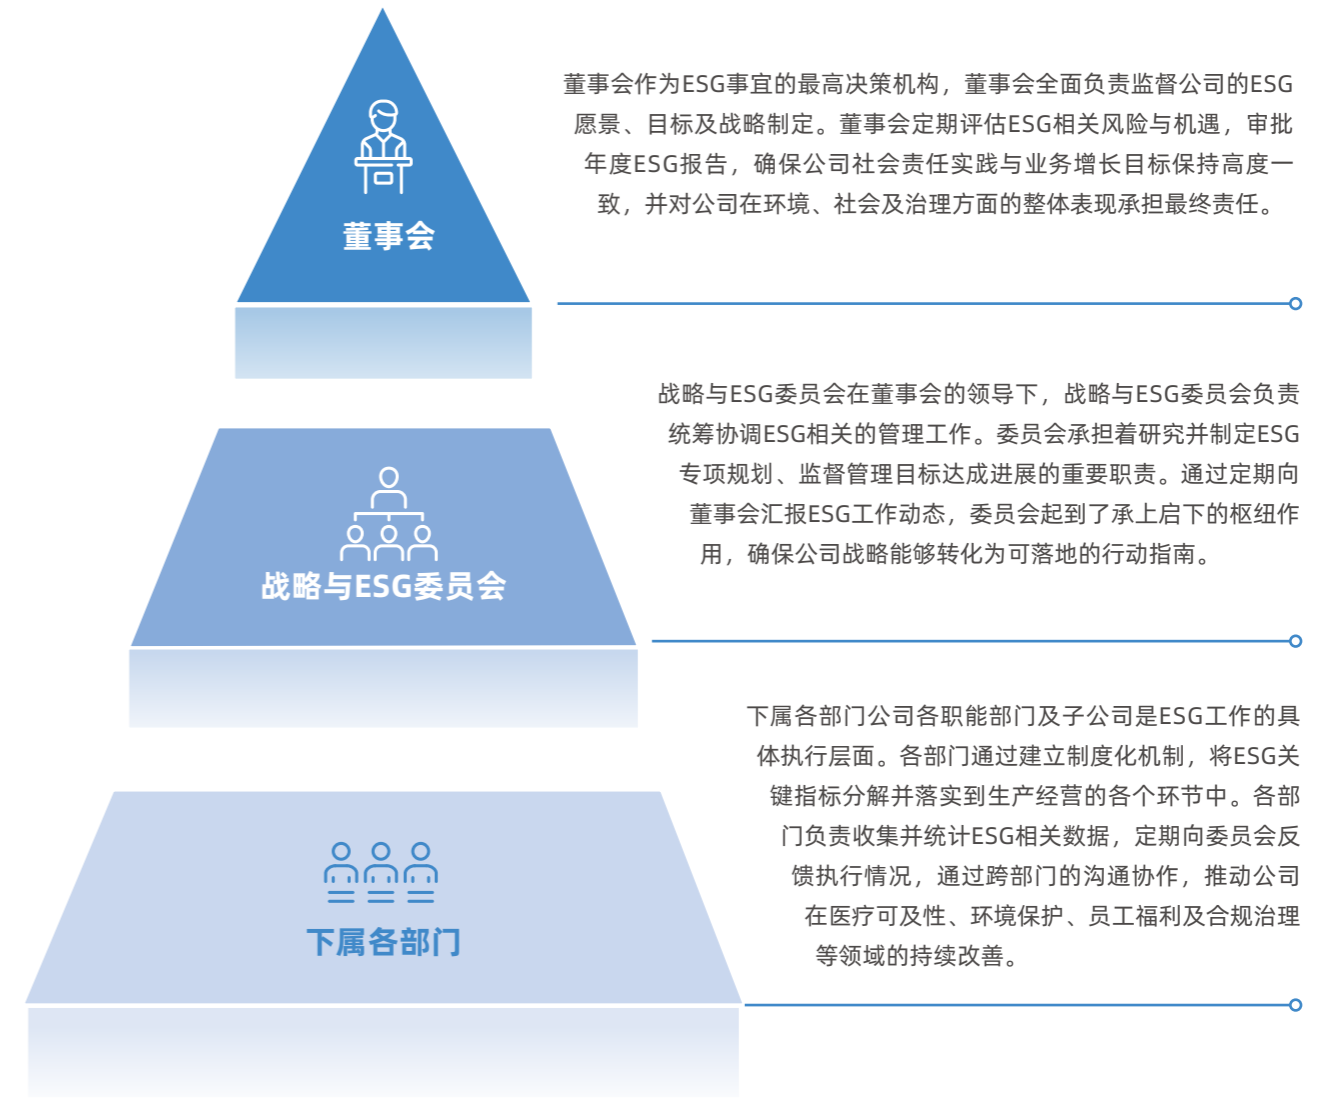 董事会
董事会作为ESG事宜的最高决策机构，董事会全面负责监督公司的ESG
愿景、目标及战略制定。董事会定期评估ESG相关风险与机遇，审批
年度ESG报告，确保公司社会责任实践与业务增长目标保持高度一
致，并对公司在环境、社会及治理方面的整体表现承担最终责任。
战略与ESG委员会
战略与ESG委员会在董事会的领导下，战略与ESG委员会负责
统筹协调ESG相关的管理工作。委员会承担着研究并制定ESG
专项规划、监督管理目标达成进展的重要职责。通过定期向
董事会汇报ESG工作动态，委员会起到了承上启下的枢纽作
用，确保公司战略能够转化为可落地的行动指南。
下属各部门
下属各部门公司各职能部门及子公司是ESG工作的具
体执行层面。各部门通过建立制度化机制，将ESG关
键指标分解并落实到生产经营的各个环节中。各部
门负责收集并统计ESG相关数据，定期向委员会反
馈执行情况，通过跨部门的沟通协作，推动公司
在医疗可及性、环境保护、员工福利及合规治理
等领域的持续改善。